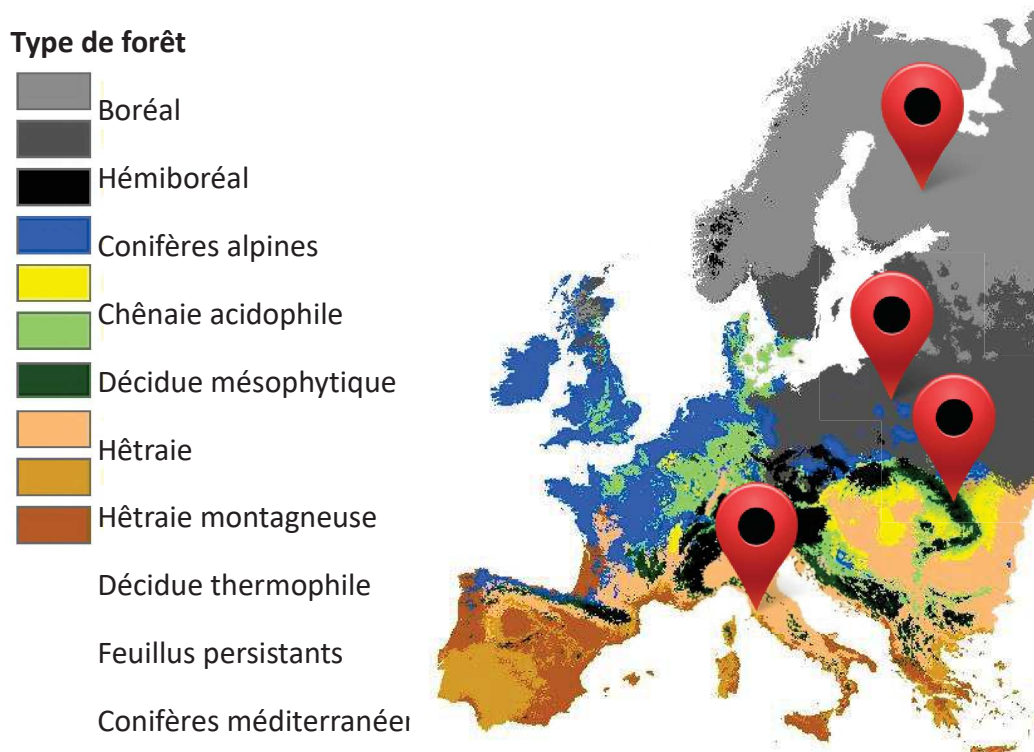 Type de forêt
Boréal
Hémiboréal
Conifères alpines
Chênaie acidophile
Décidue mésophytique
Hêtraie
Hêtraie montagneuse
Décidue thermophile
Feuillus persistants
Conifères méditerranéen